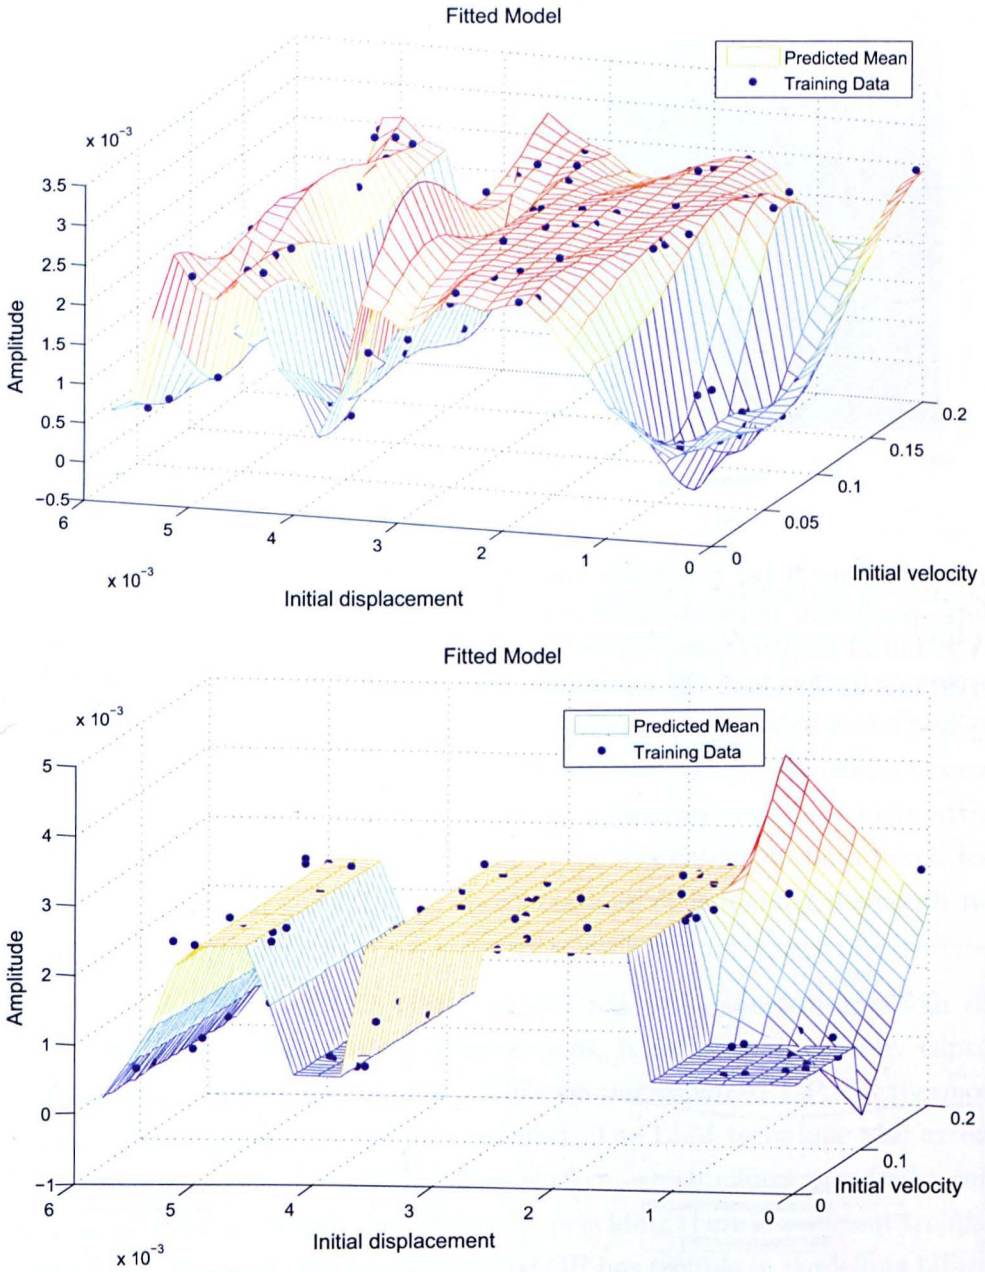 Fitted Model
Predicted Mean
Training Data
x 10⁻³
3.5
3
2.5
2
1.5
1
0.5
0
−0.5
Amplitude
6
5
4
3
2
1
0
x 10⁻³
Initial displacement
0
0.05
0.1
0.15
0.2
Initial velocity
Fitted Model
Predicted Mean
Training Data
x 10⁻³
5
4
3
2
1
0
−1
Amplitude
6
5
4
3
2
1
0
x 10⁻³
Initial displacement
0
0.1
0.2
Initial velocity